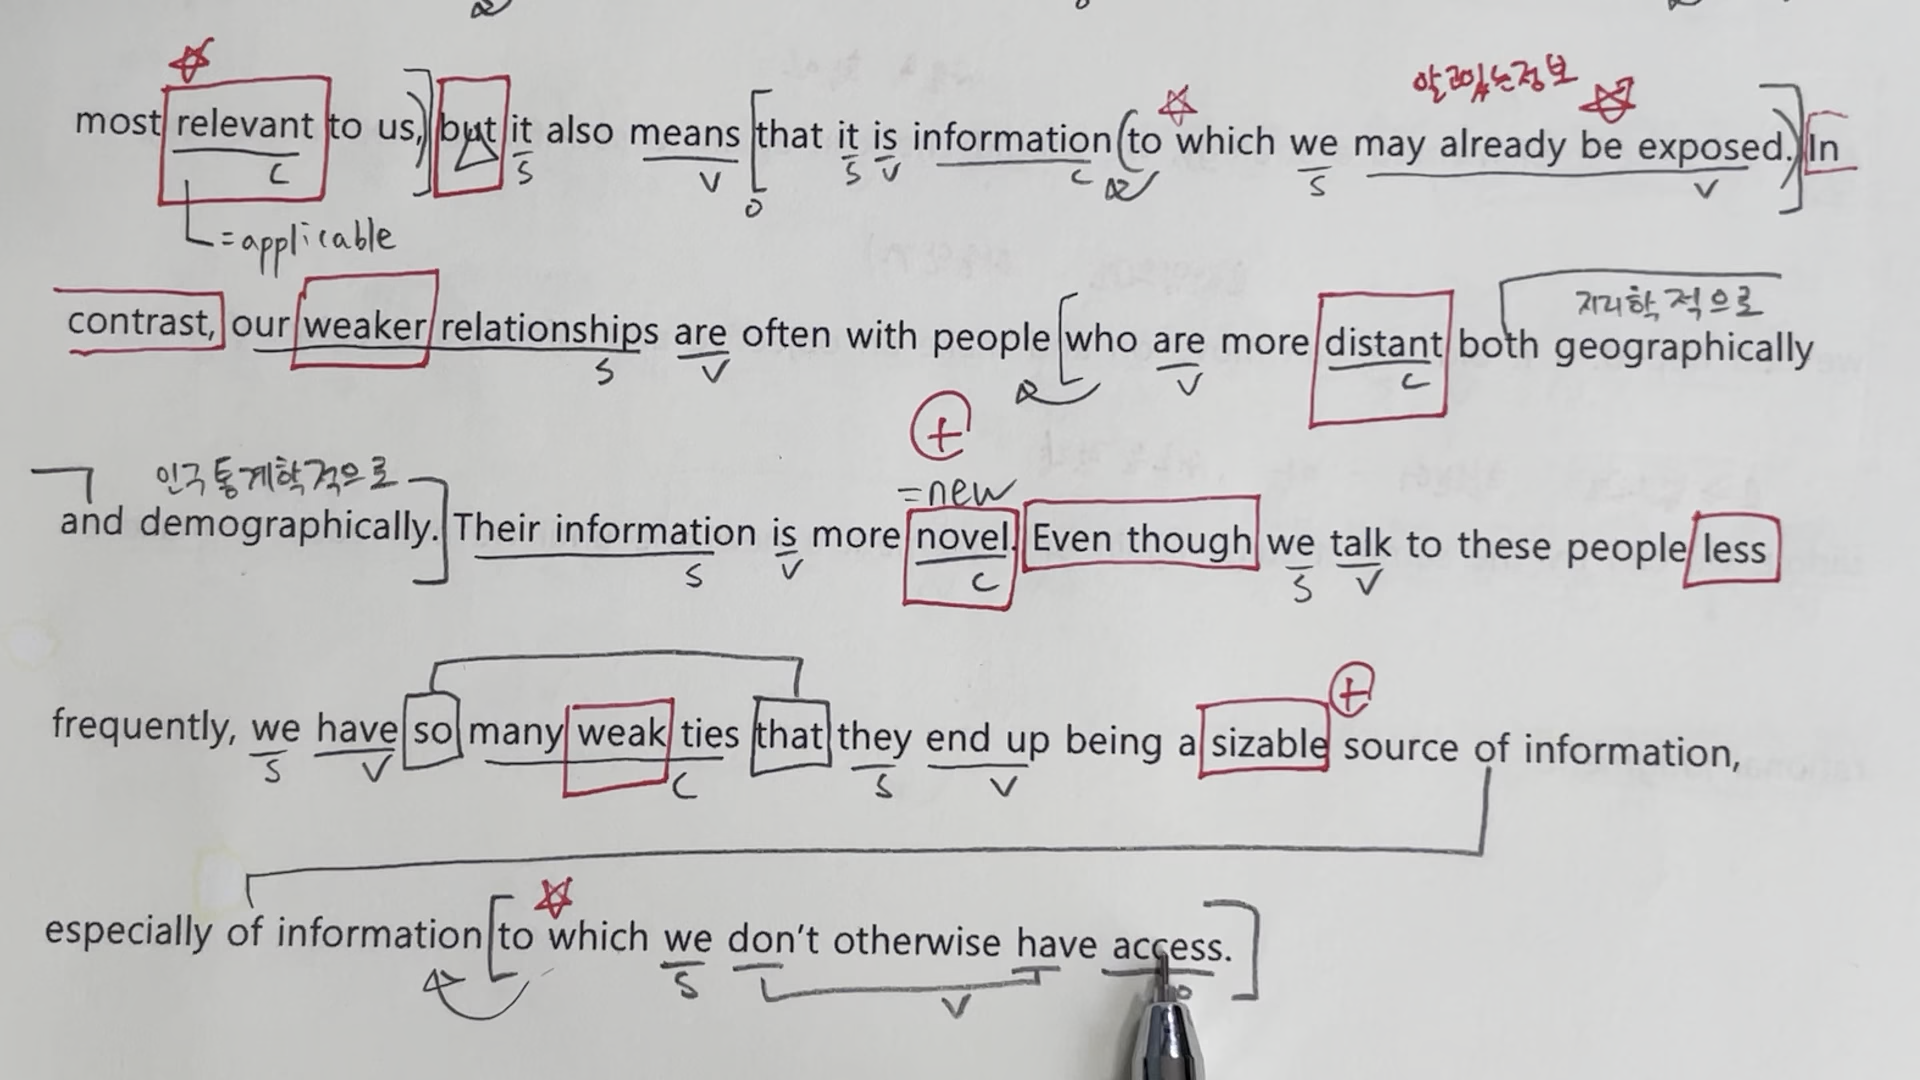 알려있는정보
most relevant to us, but it also means that it is information to which we may already be exposed. In
S V O S V C S V
C
=applicable
지리학적으로
contrast, our weaker relationships are often with people who are more distant both geographically
S V V C
인구통계학적으로
=new
and demographically. Their information is more novel. Even though we talk to these people less
S V C S V
frequently, we have so many weak ties that they end up being a sizable source of information,
S V C S V
especially of information to which we don't otherwise have access.
S V